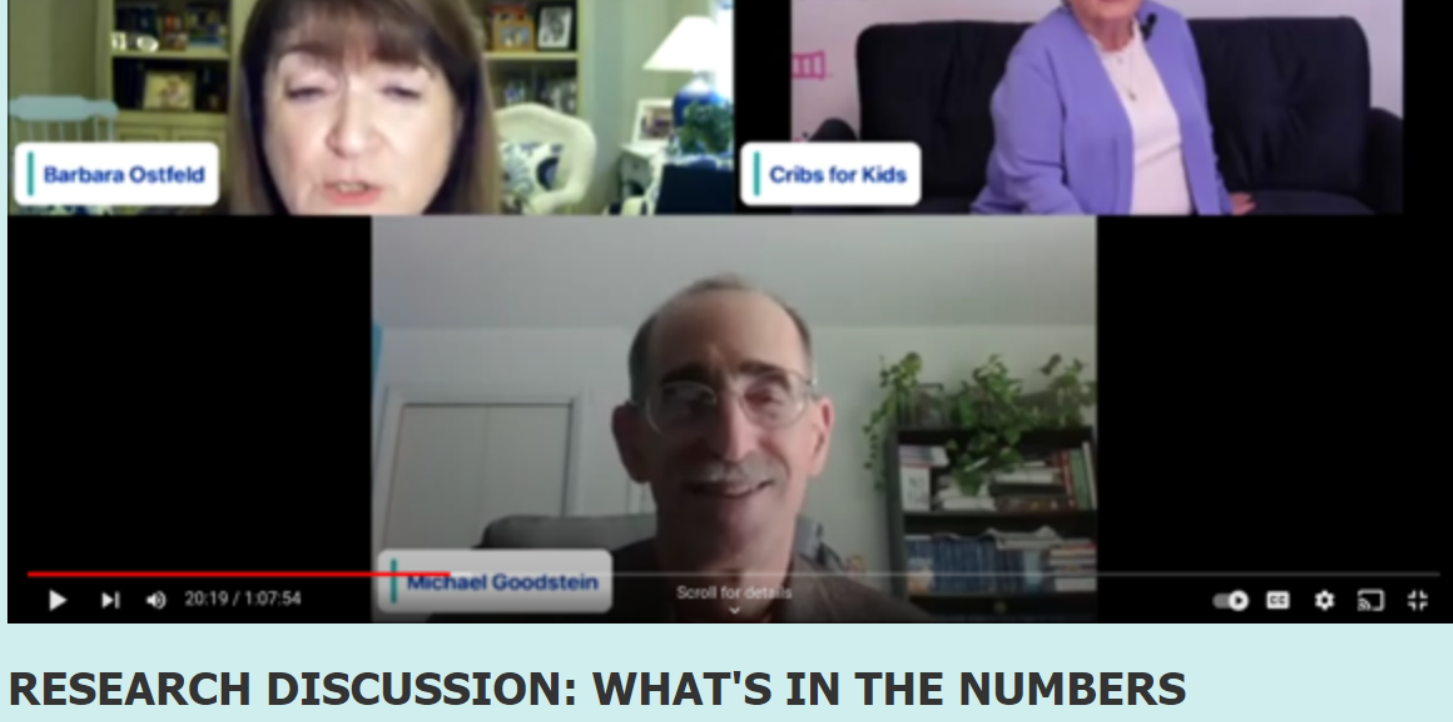 Barbara Ostfeld
Cribs for Kids
Michael Goodstein
20:19 / 1:07:54
Scroll for details
CC
RESEARCH DISCUSSION: WHAT'S IN THE NUMBERS